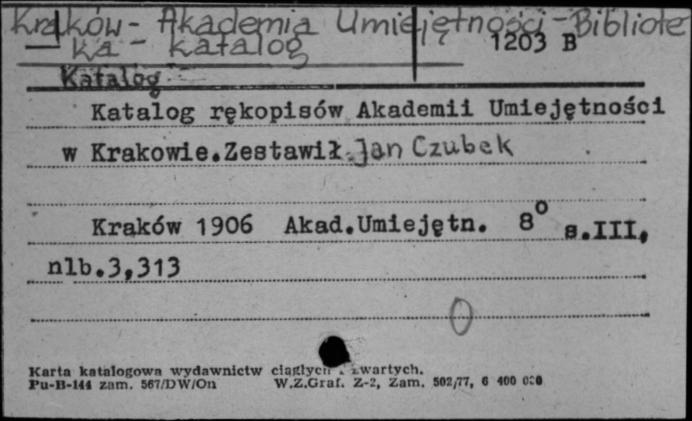 Kraków - Akademia Umiejętności - Bibliote
ka - katalog
1203 B
Katalog
Katalog rękopisów Akademii Umiejętności
w Krakowie. Zestawił Jan Czubek
Kraków 1906 Akad.Umiejętn. 8° s.III,
nlb.3,313
0
Karta katalogowa wydawnictw ciągłych i zwartych.
Pu-B-144 zam. 567/DW/On W.Z.Graf. Z-2, Zam. 502/77, 6 400 000